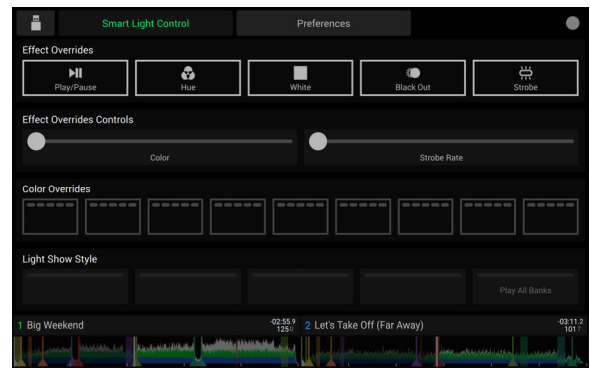 Smart Light Control
Preferences
Effect Overrides
Play/Pause
Hue
White
Black Out
Strobe
Effect Overrides Controls
Color
Strobe Rate
Color Overrides
Light Show Style
Play All Banks
1 Big Weekend
-02:55.9
125 0
2 Let's Take Off (Far Away)
-03:11.2
101 7